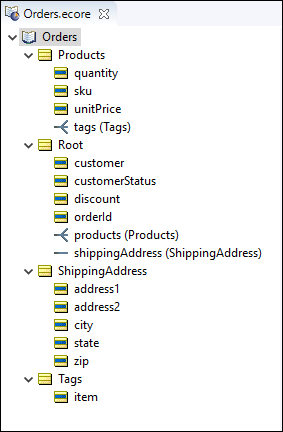 Orders.ecore
Orders
Products
quantity
sku
unitPrice
tags (Tags)
Root
customer
customerStatus
discount
orderId
products (Products)
shippingAddress (ShippingAddress)
ShippingAddress
address1
address2
city
state
zip
Tags
item